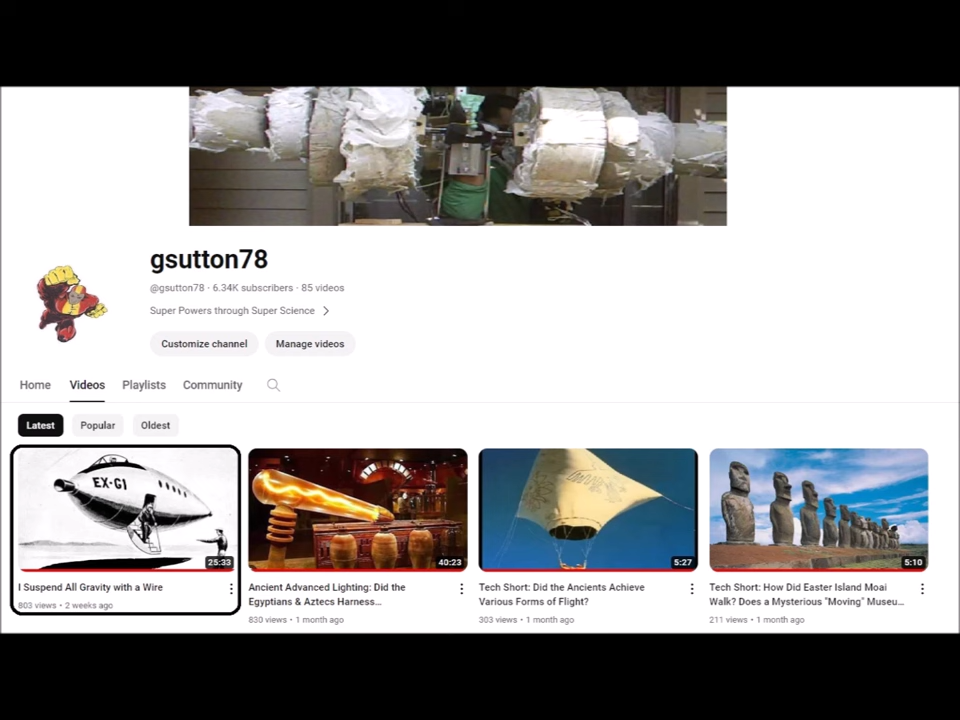 gsutton78
@gsutton78 · 6.34K subscribers · 85 videos
Super Powers through Super Science
Customize channel
Manage videos
Home
Videos
Playlists
Community
Latest
Popular
Oldest
EX-G1
25:33
40:23
5:27
5:10
I Suspend All Gravity with a Wire
803 views • 2 weeks ago
Ancient Advanced Lighting: Did the
Egyptians & Aztecs Harness...
830 views • 1 month ago
Tech Short: Did the Ancients Achieve
Various Forms of Flight?
303 views • 1 month ago
Tech Short: How Did Easter Island Moai
Walk? Does a Mysterious "Moving" Museu...
211 views • 1 month ago